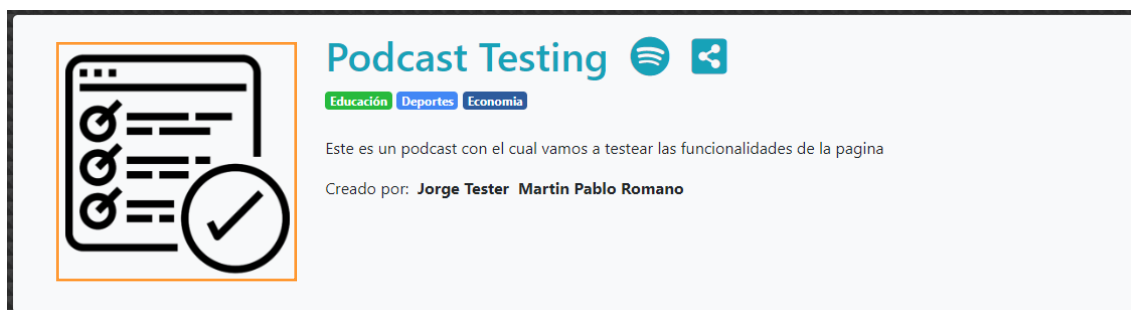 Podcast Testing
Educación Deportes Economia
Este es un podcast con el cual vamos a testear las funcionalidades de la pagina
Creado por: Jorge Tester Martin Pablo Romano